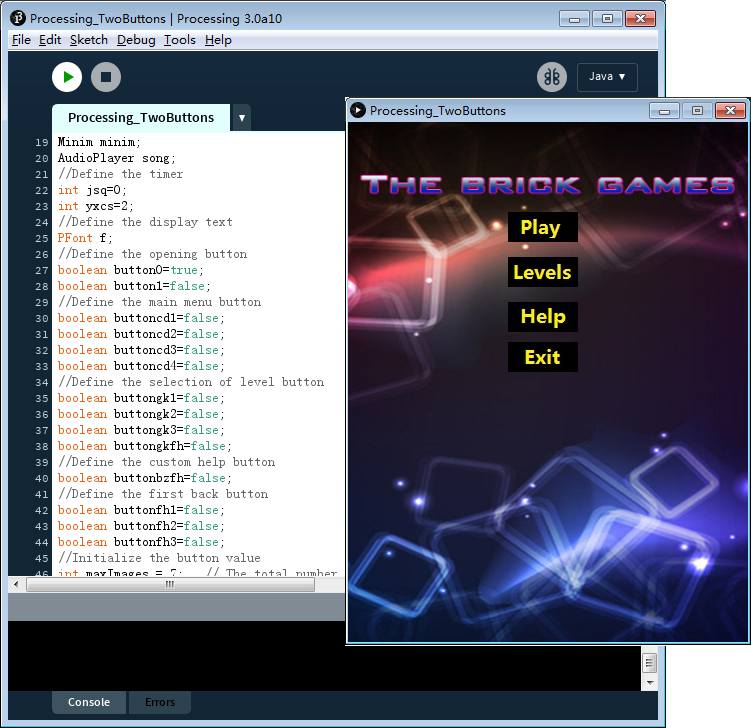 Processing_TwoButtons | Processing 3.0a10
File Edit Sketch Debug Tools Help
Java ▼
Processing_TwoButtons ▼
19 Minim minim;
20 AudioPlayer song;
21 //Define the timer
22 int jsq=0;
23 int yxcs=2;
24 //Define the display text
25 PFont f;
26 //Define the opening button
27 boolean button0=true;
28 boolean button1=false;
29 //Define the main menu button
30 boolean buttoncd1=false;
31 boolean buttoncd2=false;
32 boolean buttoncd3=false;
33 boolean buttoncd4=false;
34 //Define the selection of level button
35 boolean buttongk1=false;
36 boolean buttongk2=false;
37 boolean buttongk3=false;
38 boolean buttongkfh=false;
39 //Define the custom help button
40 boolean buttonbzfh=false;
41 //Define the first back button
42 boolean buttonfh1=false;
43 boolean buttonfh2=false;
44 boolean buttonfh3=false;
45 //Initialize the button value
46 int maxImages = 7; // The total number
Console Errors
Processing_TwoButtons
THE BRICK GAMES
Play
Levels
Help
Exit